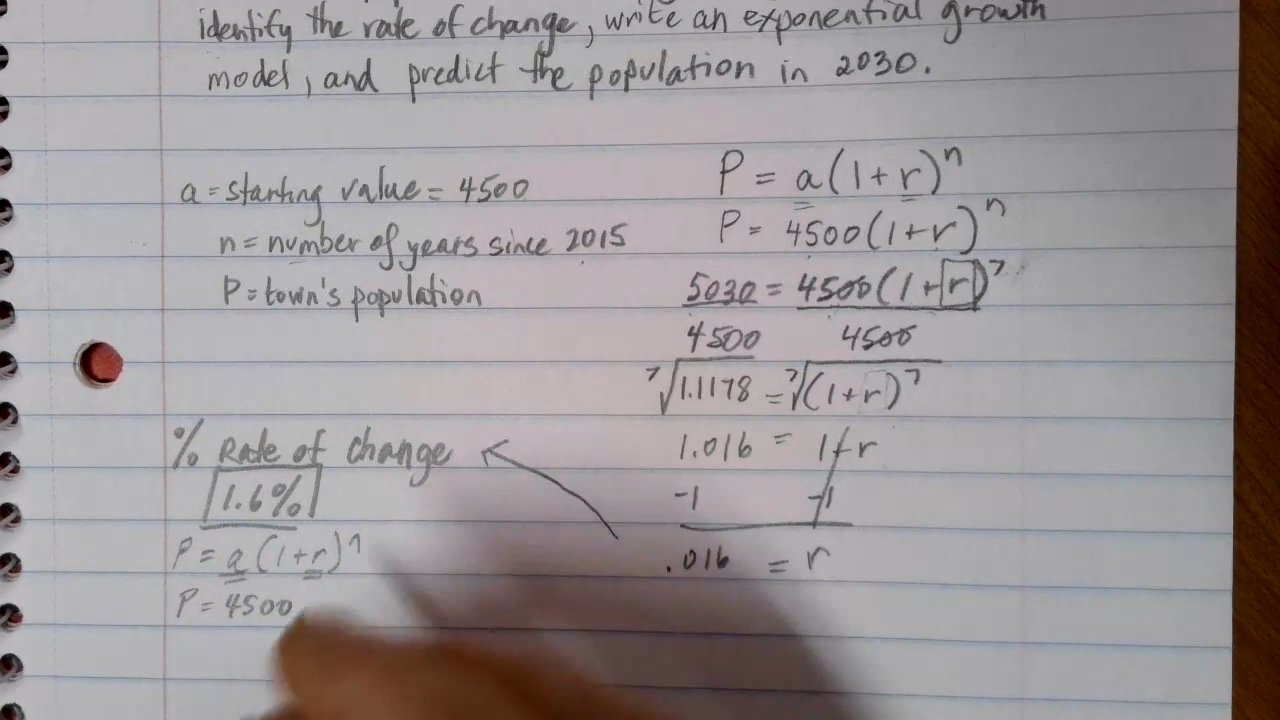 identify the rate of change, write an exponential growth
model, and predict the population in 2030.
a = starting value = 4500
n = number of years since 2015
P = town's population
P = a(1+r)^n
P = 4500(1+r)^n
5030 = 4500(1+r)^7
4500 4500
7√1.1178 = 7√(1+r)^7
1.016 = 1+r
-1 -1
.016 = r
% Rate of change
1.6%
P = a(1+r)^n
P = 4500